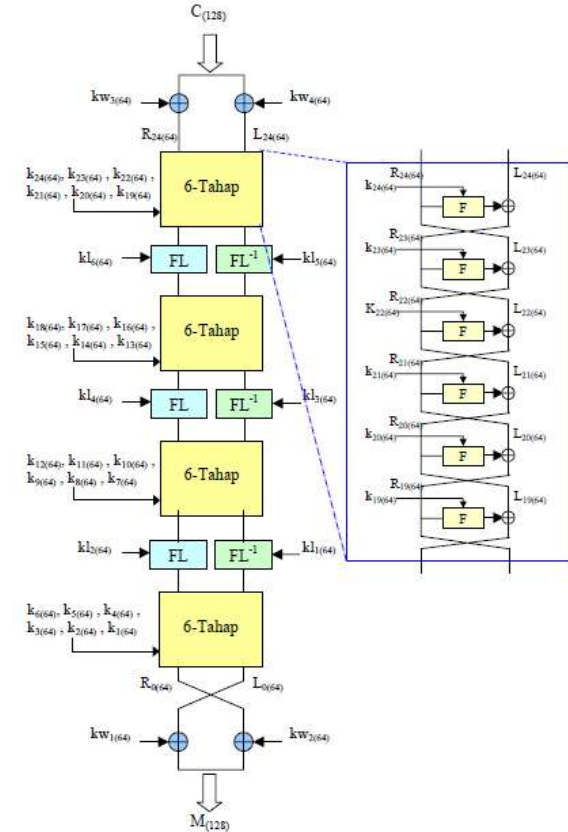 C(128)
kw3(64)
kw4(64)
R24(64)
L24(64)
k24(64), k23(64), k22(64) ,
k21(64) , k20(64) , k19(64)
6-Tahap
kl6(64)
FL
FL-1
kl5(64)
k18(64), k17(64), k16(64) ,
k15(64) , k14(64) , k13(64)
6-Tahap
kl4(64)
FL
FL-1
kl3(64)
k12(64), k11(64), k10(64) ,
k9(64) , k8(64) , k7(64)
6-Tahap
kl2(64)
FL
FL-1
kl1(64)
k6(64), k5(64) , k4(64) ,
k3(64) , k2(64) , k1(64)
6-Tahap
R0(64)
L0(64)
kw1(64)
kw2(64)
M(128)
R24(64)
L24(64)
k24(64)
F
R23(64)
L23(64)
k23(64)
F
R22(64)
L22(64)
K22(64)
F
R21(64)
L21(64)
k21(64)
F
R20(64)
L20(64)
k20(64)
F
R19(64)
L19(64)
k19(64)
F